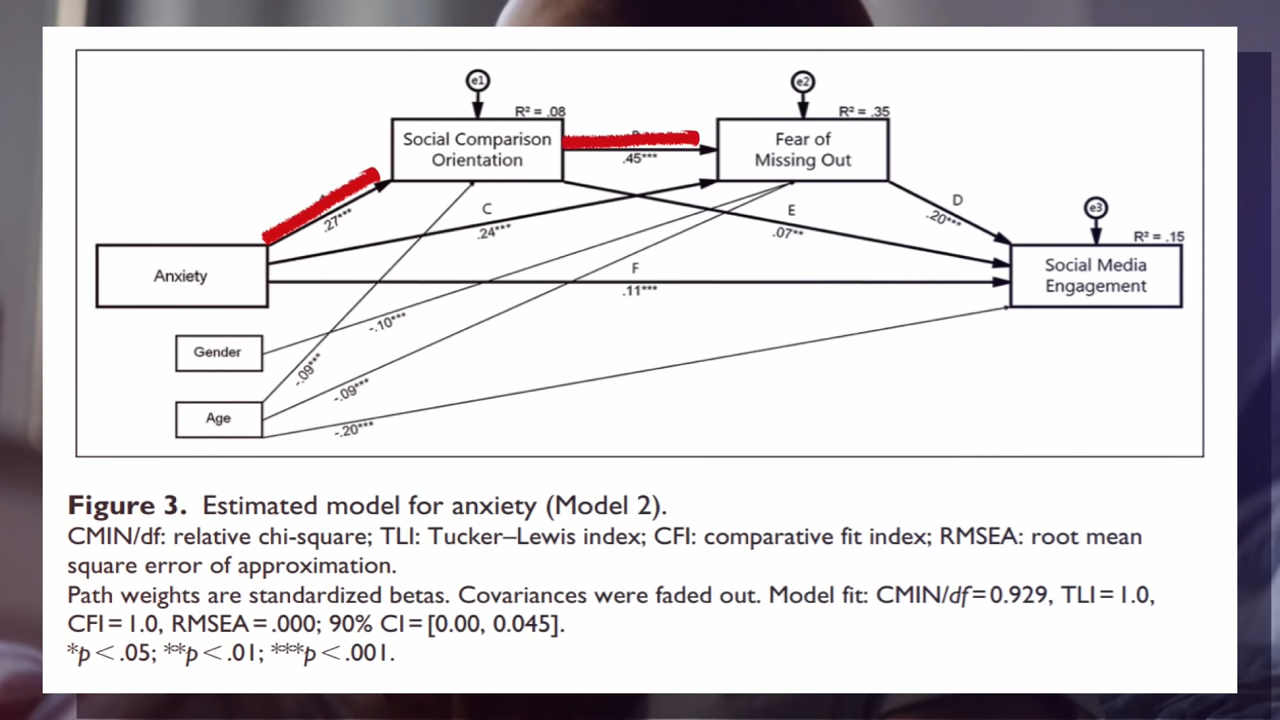 e1
e2
R² = .08
R² = .35
Social Comparison
Orientation
Fear of
Missing Out
.45***
.27***
C
.24***
E
.07**
D
.20***
e3
R² = .15
Anxiety
F
.11***
Social Media
Engagement
Gender
-.10***
-.09***
Age
-.09***
-.20***
Figure 3. Estimated model for anxiety (Model 2).
CMIN/df: relative chi-square; TLI: Tucker–Lewis index; CFI: comparative fit index; RMSEA: root mean
square error of approximation.
Path weights are standardized betas. Covariances were faded out. Model fit: CMIN/df=0.929, TLI=1.0,
CFI=1.0, RMSEA=.000; 90% CI=[0.00, 0.045].
*p<.05; **p<.01; ***p<.001.